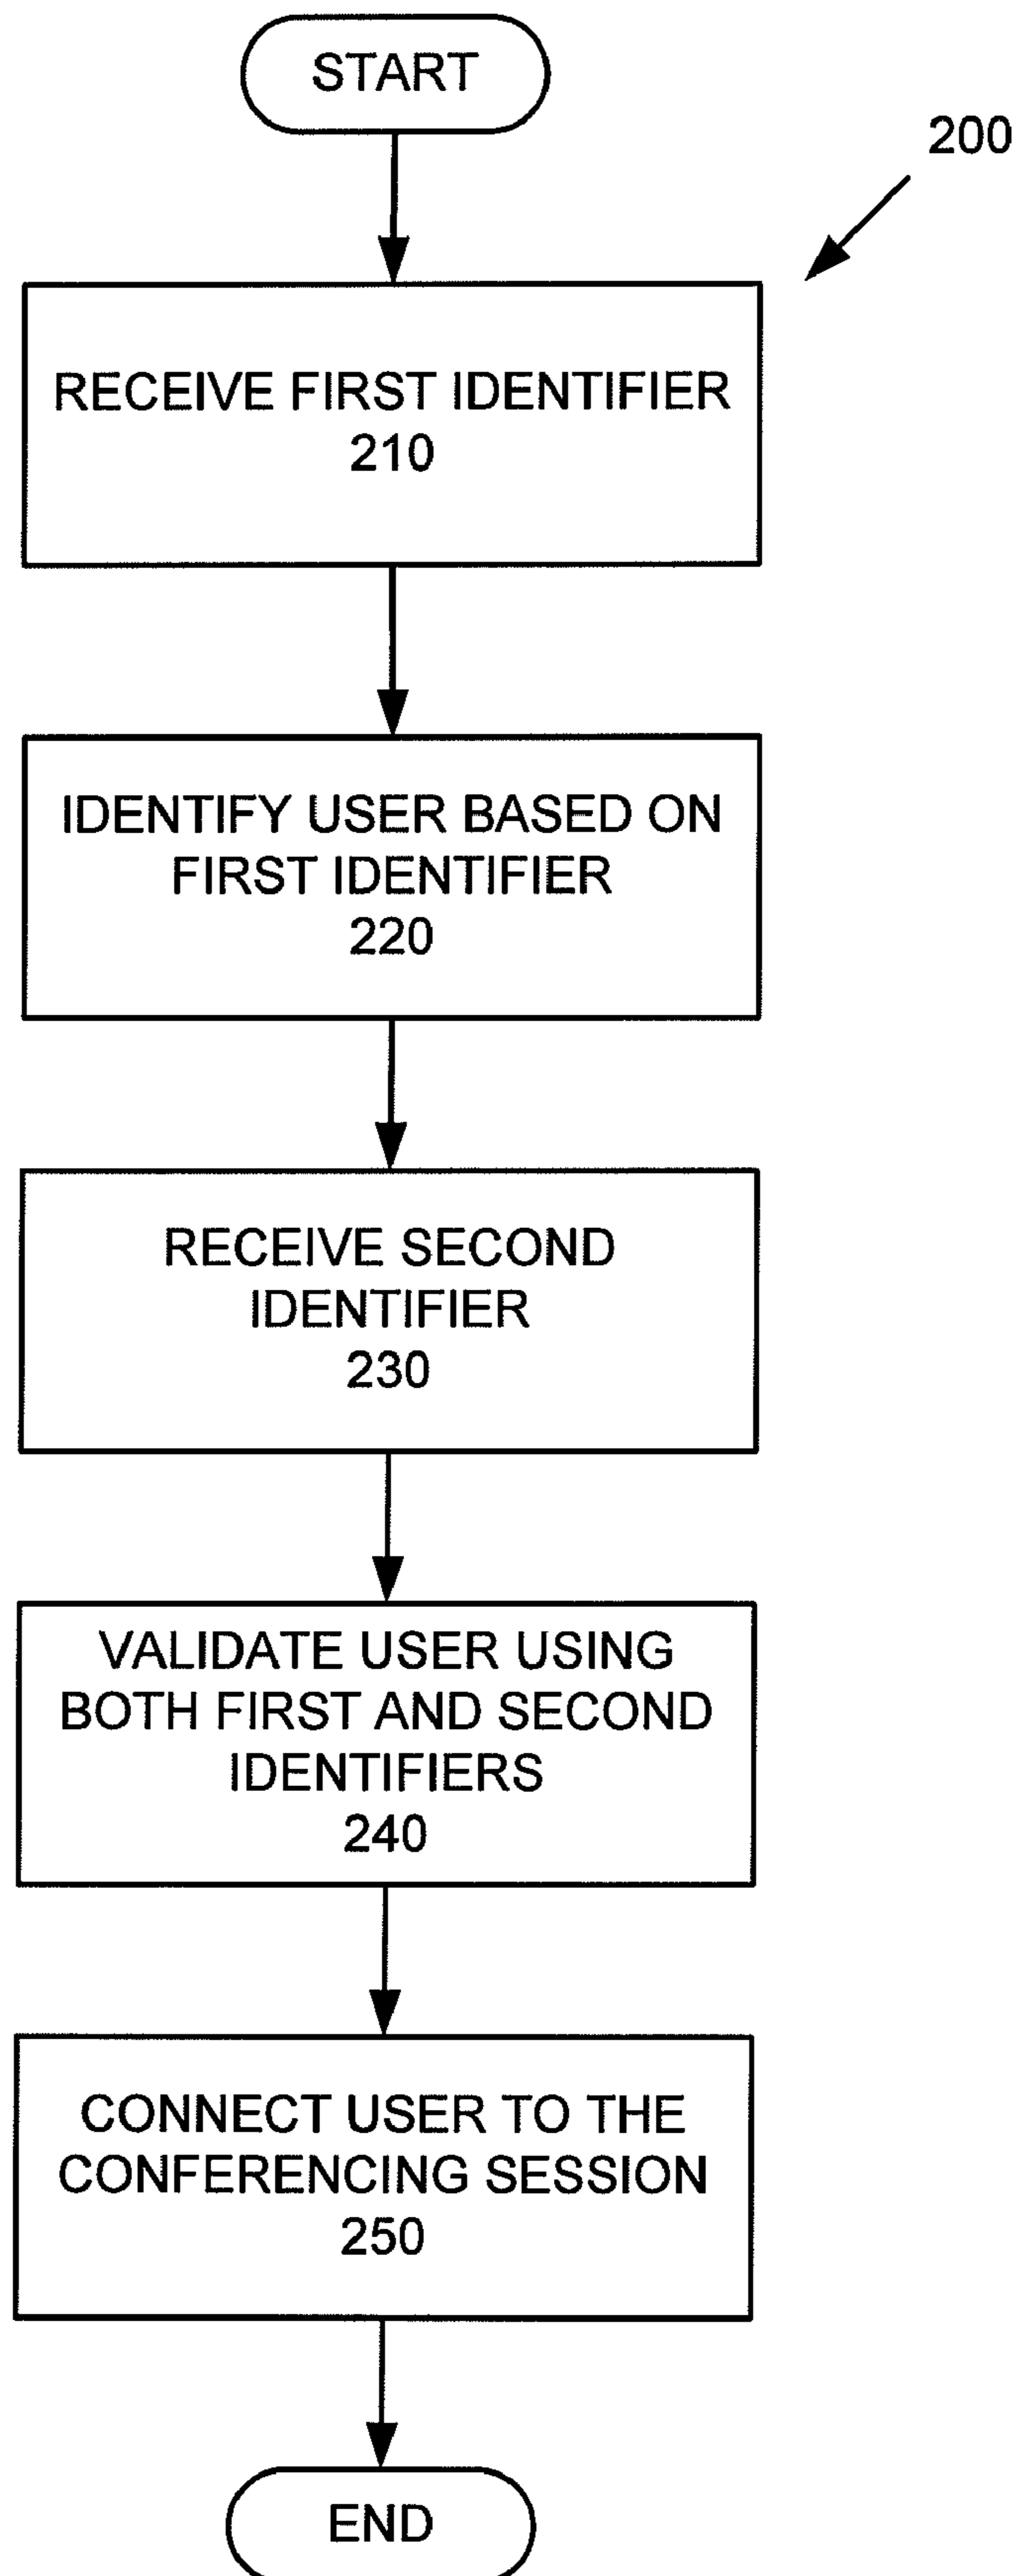 START
200
RECEIVE FIRST IDENTIFIER
210
IDENTIFY USER BASED ON
FIRST IDENTIFIER
220
RECEIVE SECOND
IDENTIFIER
230
VALIDATE USER USING
BOTH FIRST AND SECOND
IDENTIFIERS
240
CONNECT USER TO THE
CONFERENCING SESSION
250
END